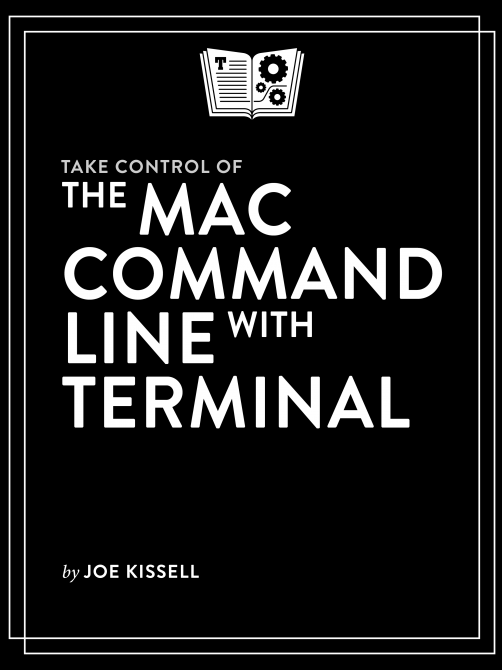 T
TAKE CONTROL OF
THE MAC
COMMAND
LINE WITH
TERMINAL
by JOE KISSELL